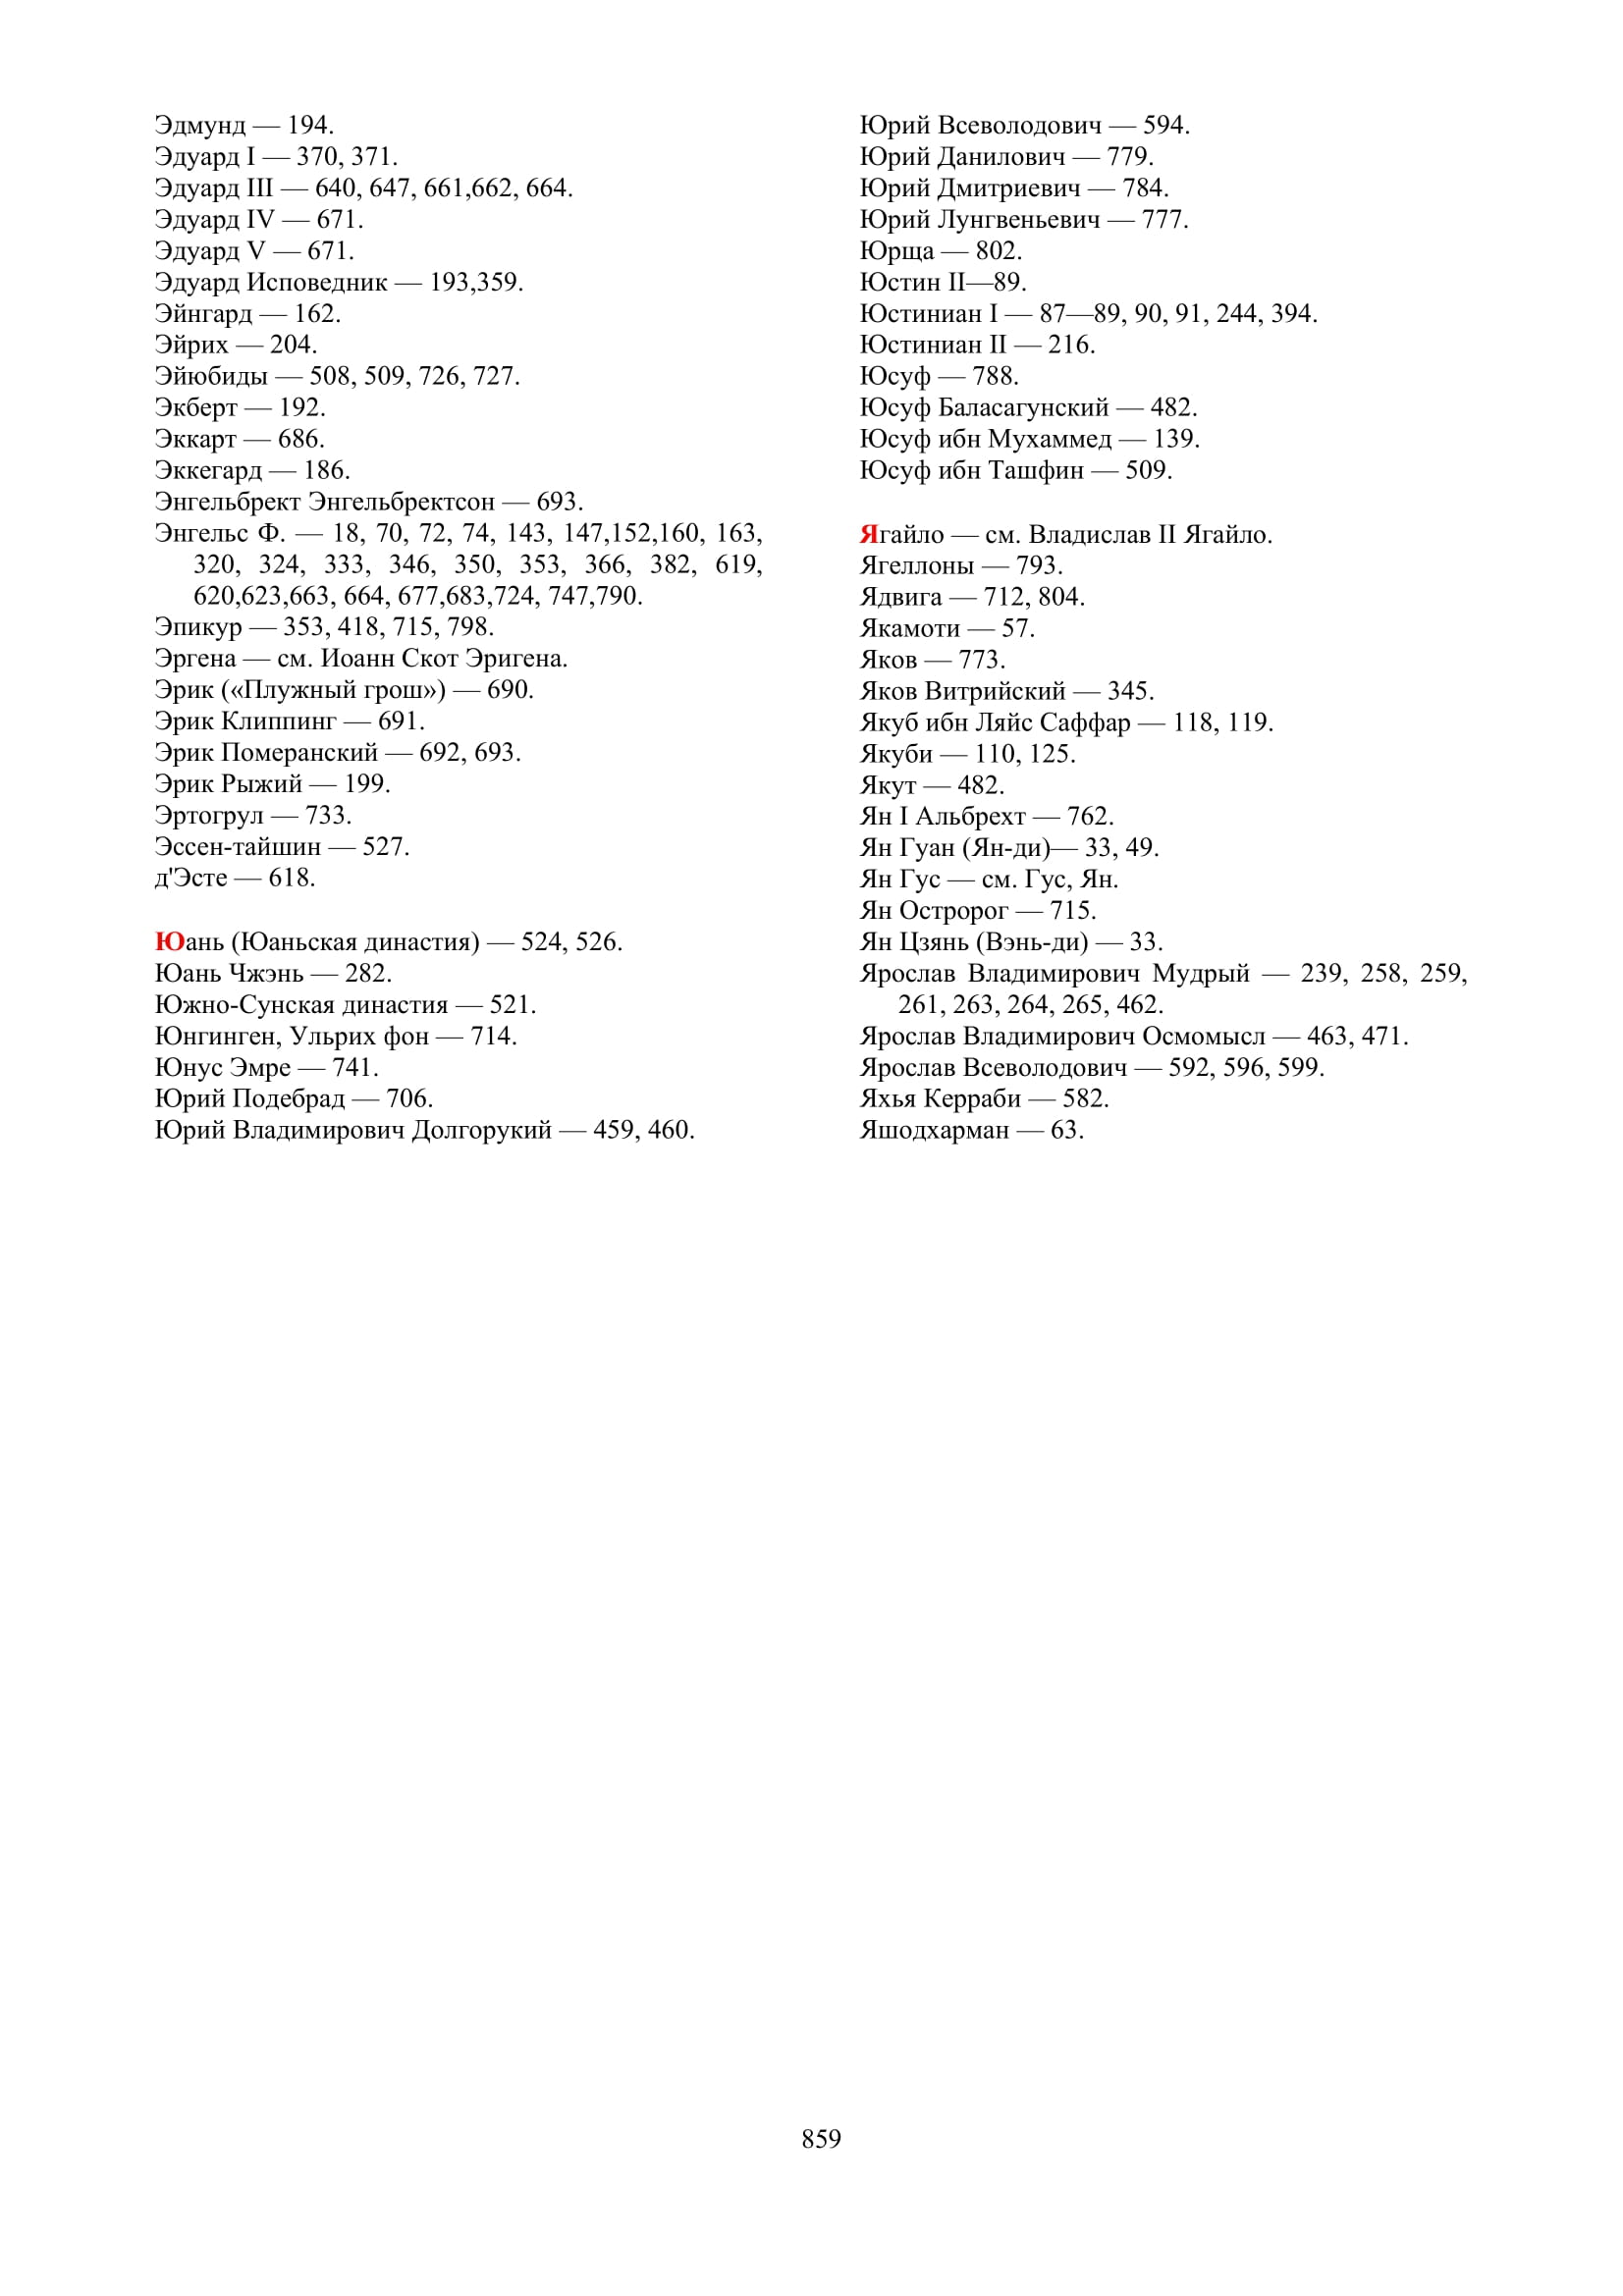 Эдмунд — 194.
Эдуард I — 370, 371.
Эдуард III — 640, 647, 661,662, 664.
Эдуард IV — 671.
Эдуард V — 671.
Эдуард Исповедник — 193,359.
Эйнгард — 162.
Эйрих — 204.
Эйюбиды — 508, 509, 726, 727.
Экберт — 192.
Эккарт — 686.
Эккегард — 186.
Энгельбрект Энгельбректсон — 693.
Энгельс Ф. — 18, 70, 72, 74, 143, 147,152,160, 163,
320, 324, 333, 346, 350, 353, 366, 382, 619,
620,623,663, 664, 677,683,724, 747,790.
Эпикур — 353, 418, 715, 798.
Эргена — см. Иоанн Скот Эригена.
Эрик («Плужный грош») — 690.
Эрик Клиппинг — 691.
Эрик Померанский — 692, 693.
Эрик Рыжий — 199.
Эртогрул — 733.
Эссен-тайшин — 527.
д'Эсте — 618.
Юань (Юаньская династия) — 524, 526.
Юань Чжэнь — 282.
Южно-Сунская династия — 521.
Юнгинген, Ульрих фон — 714.
Юнус Эмре — 741.
Юрий Подебрад — 706.
Юрий Владимирович Долгорукий — 459, 460.
Юрий Всеволодович — 594.
Юрий Данилович — 779.
Юрий Дмитриевич — 784.
Юрий Лунгвеньевич — 777.
Юрща — 802.
Юстин II—89.
Юстиниан I — 87—89, 90, 91, 244, 394.
Юстиниан II — 216.
Юсуф — 788.
Юсуф Баласагунский — 482.
Юсуф ибн Мухаммед — 139.
Юсуф ибн Ташфин — 509.
Ягайло — см. Владислав II Ягайло.
Ягеллоны — 793.
Ядвига — 712, 804.
Якамоти — 57.
Яков — 773.
Яков Витрийский — 345.
Якуб ибн Ляйс Саффар — 118, 119.
Якуби — 110, 125.
Якут — 482.
Ян I Альбрехт — 762.
Ян Гуан (Ян-ди)— 33, 49.
Ян Гус — см. Гус, Ян.
Ян Остророг — 715.
Ян Цзянь (Вэнь-ди) — 33.
Ярослав Владимирович Мудрый — 239, 258, 259,
261, 263, 264, 265, 462.
Ярослав Владимирович Осмомысл — 463, 471.
Ярослав Всеволодович — 592, 596, 599.
Яхья Керраби — 582.
Яшодхарман — 63.
859